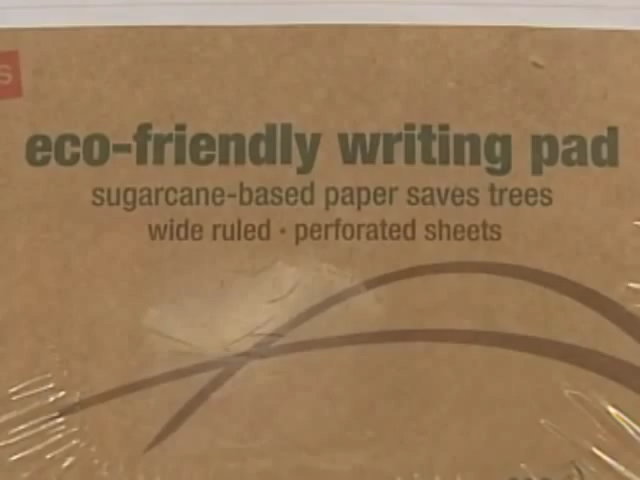 s
eco-friendly writing pad
sugarcane-based paper saves trees
wide ruled · perforated sheets